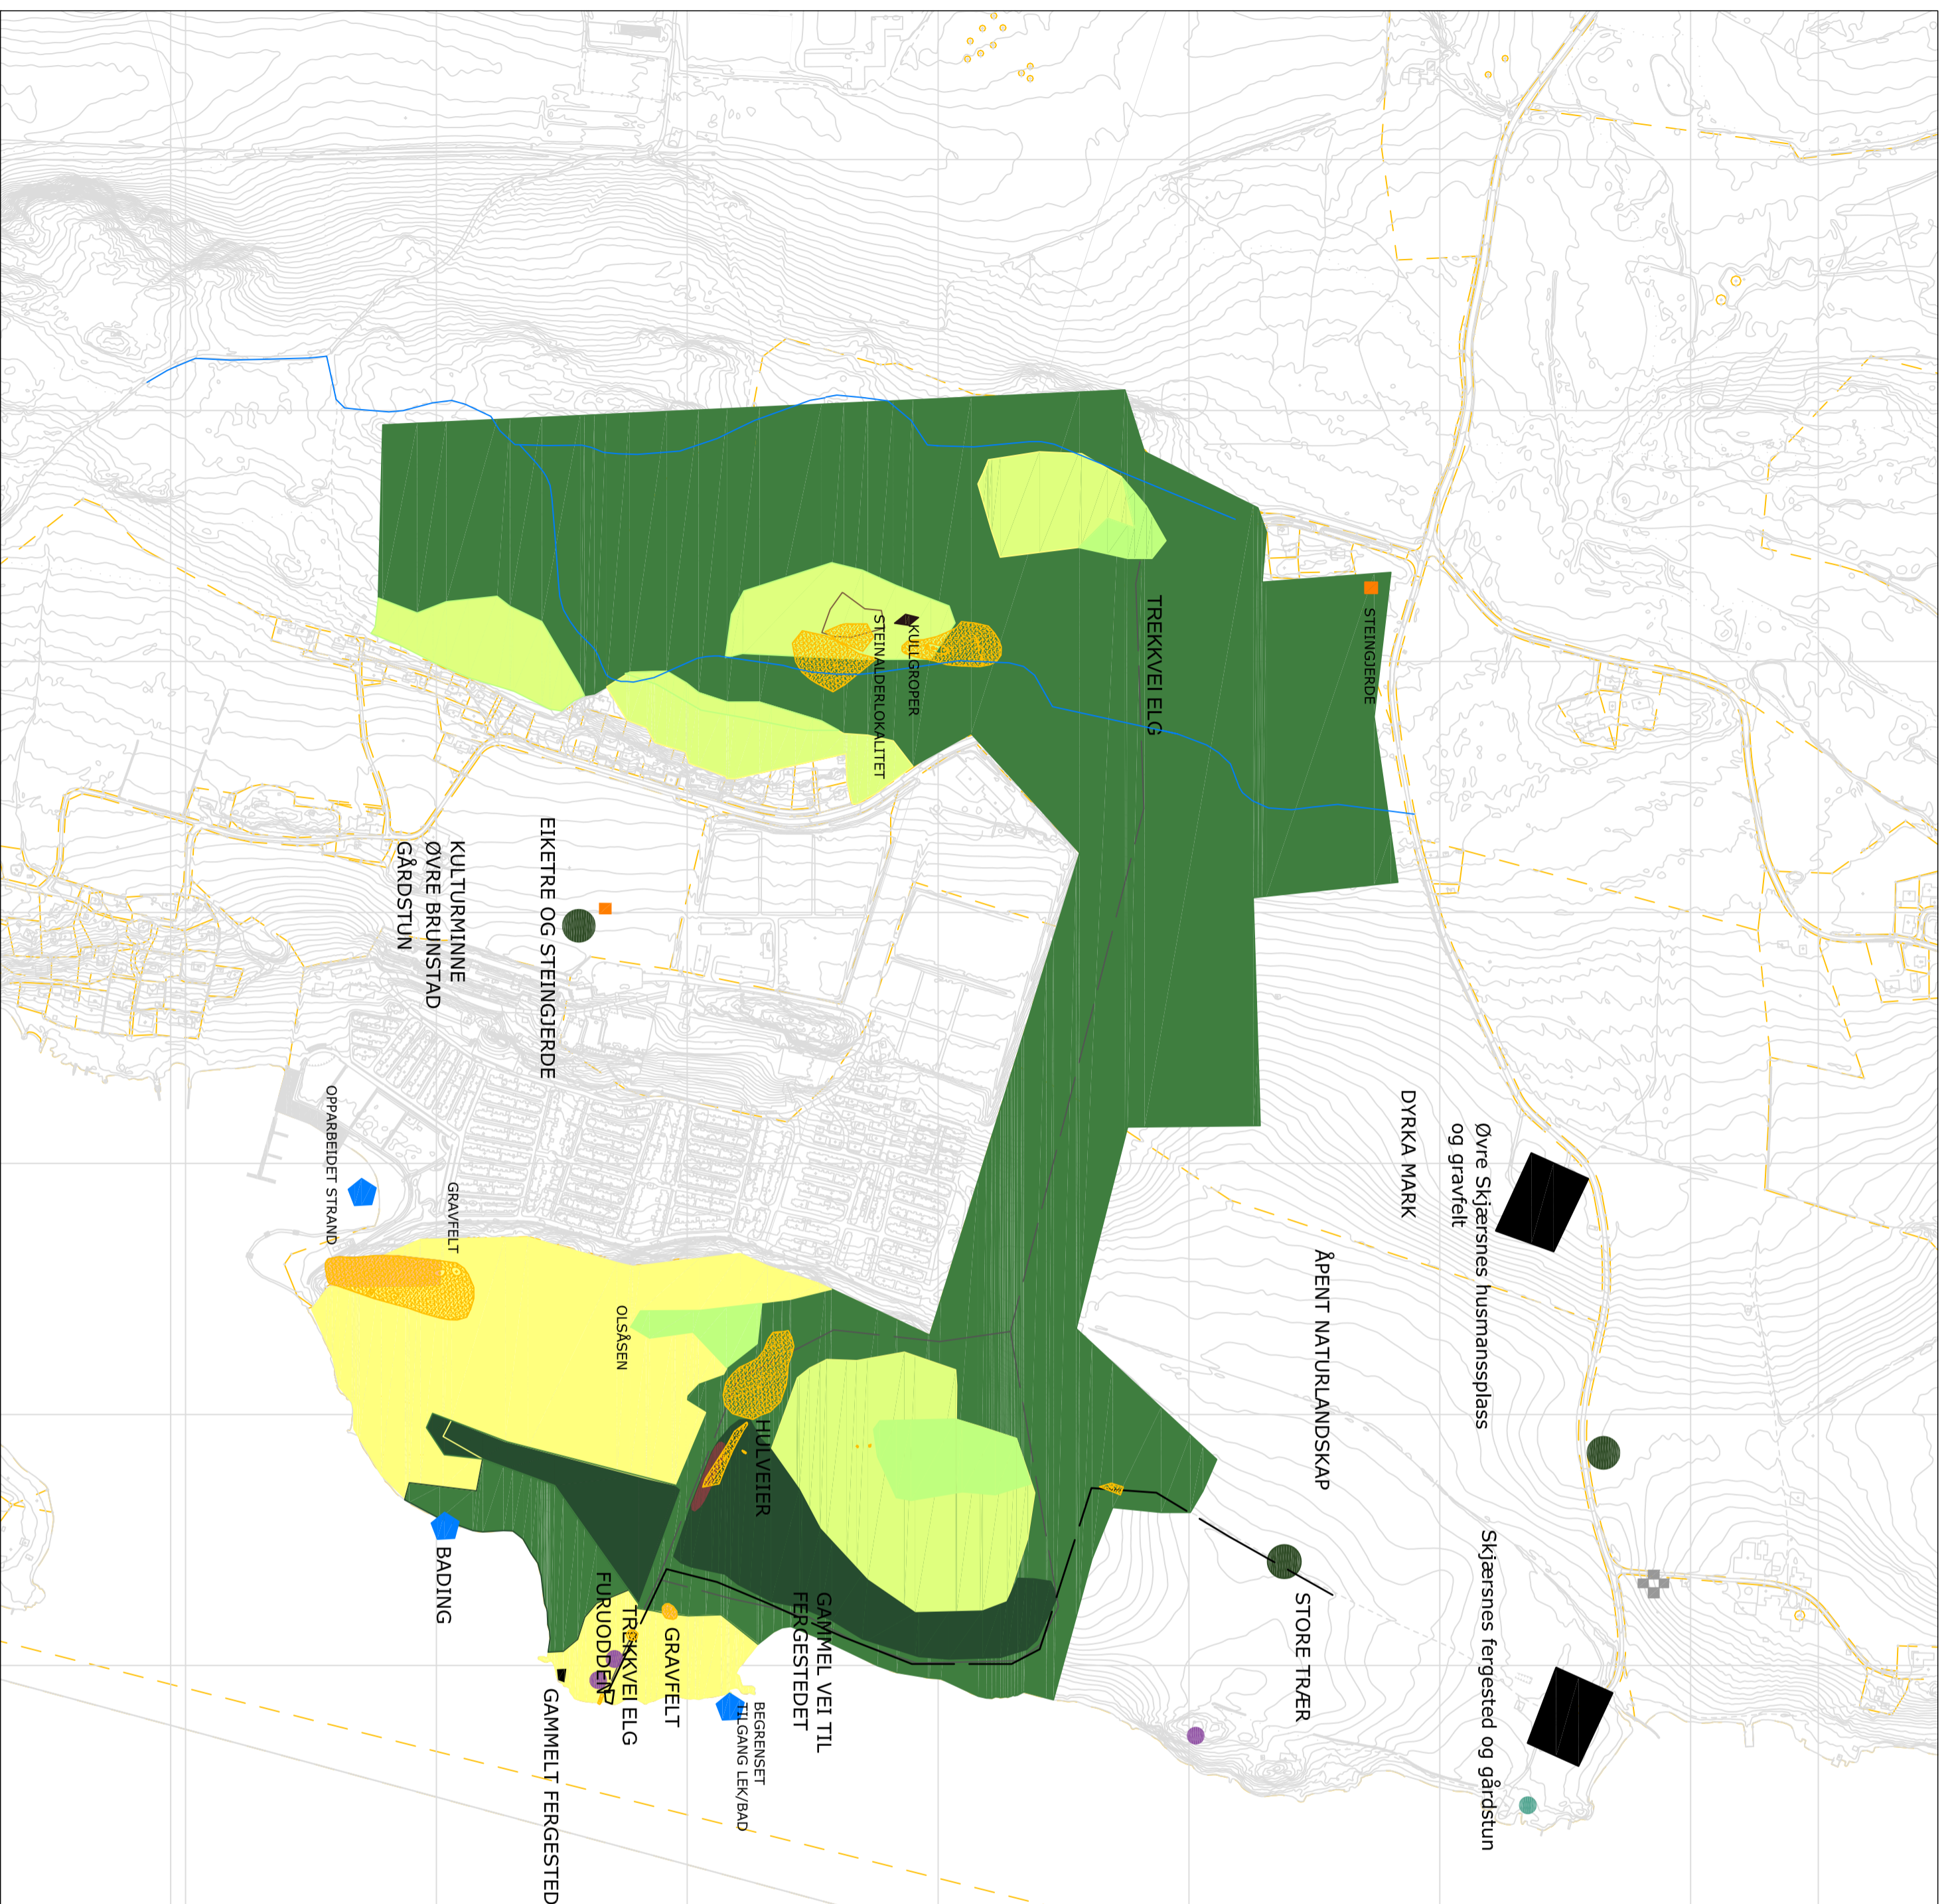 STEINGJERDE
TREKKVEI ELG
KULLGROPER
STEINALDERLOKALITET
EIKETRE OG STEINGJERDE
KULTURMINNE
ØVRE BRUNSTAD
GÅRDSTUN
DYRKA MARK
Øvre Skjærsnes husmannsplass
og gravfelt
OPPARBEIDET STRAND
GRAVFELT
ÅPENT NATURLANDSKAP
OLSÅSEN
HULVEIER
BADING
Skjærsnes fergested og gårdstun
STORE TRÆR
GAMMEL VEI TIL
FERGESTEDET
FURUODDEN
TREKKVEI ELG
GRAVFELT
GAMMELT FERGESTED
BEGRENSET
TILGANG LEK/BAD